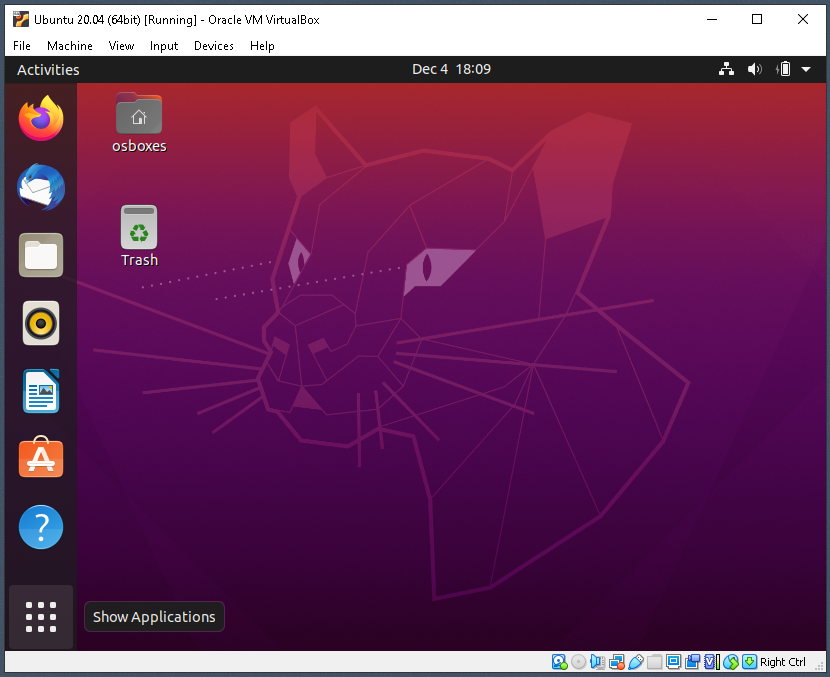 Ubuntu 20.04 (64bit) [Running] - Oracle VM VirtualBox
File Machine View Input Devices Help
Activities Dec 4 18:09
osboxes
Trash
?
Show Applications
Right Ctrl